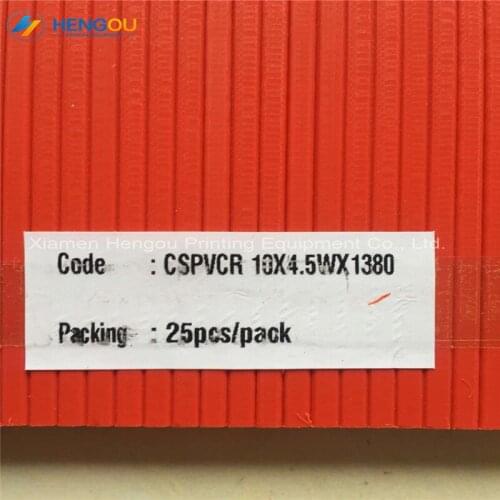 HENGOU
Xiamen Hengou Printing Equipment Co., Ltd.
Code : CSPVCR 10X4.5WX1380
Packing : 25pcs/pack